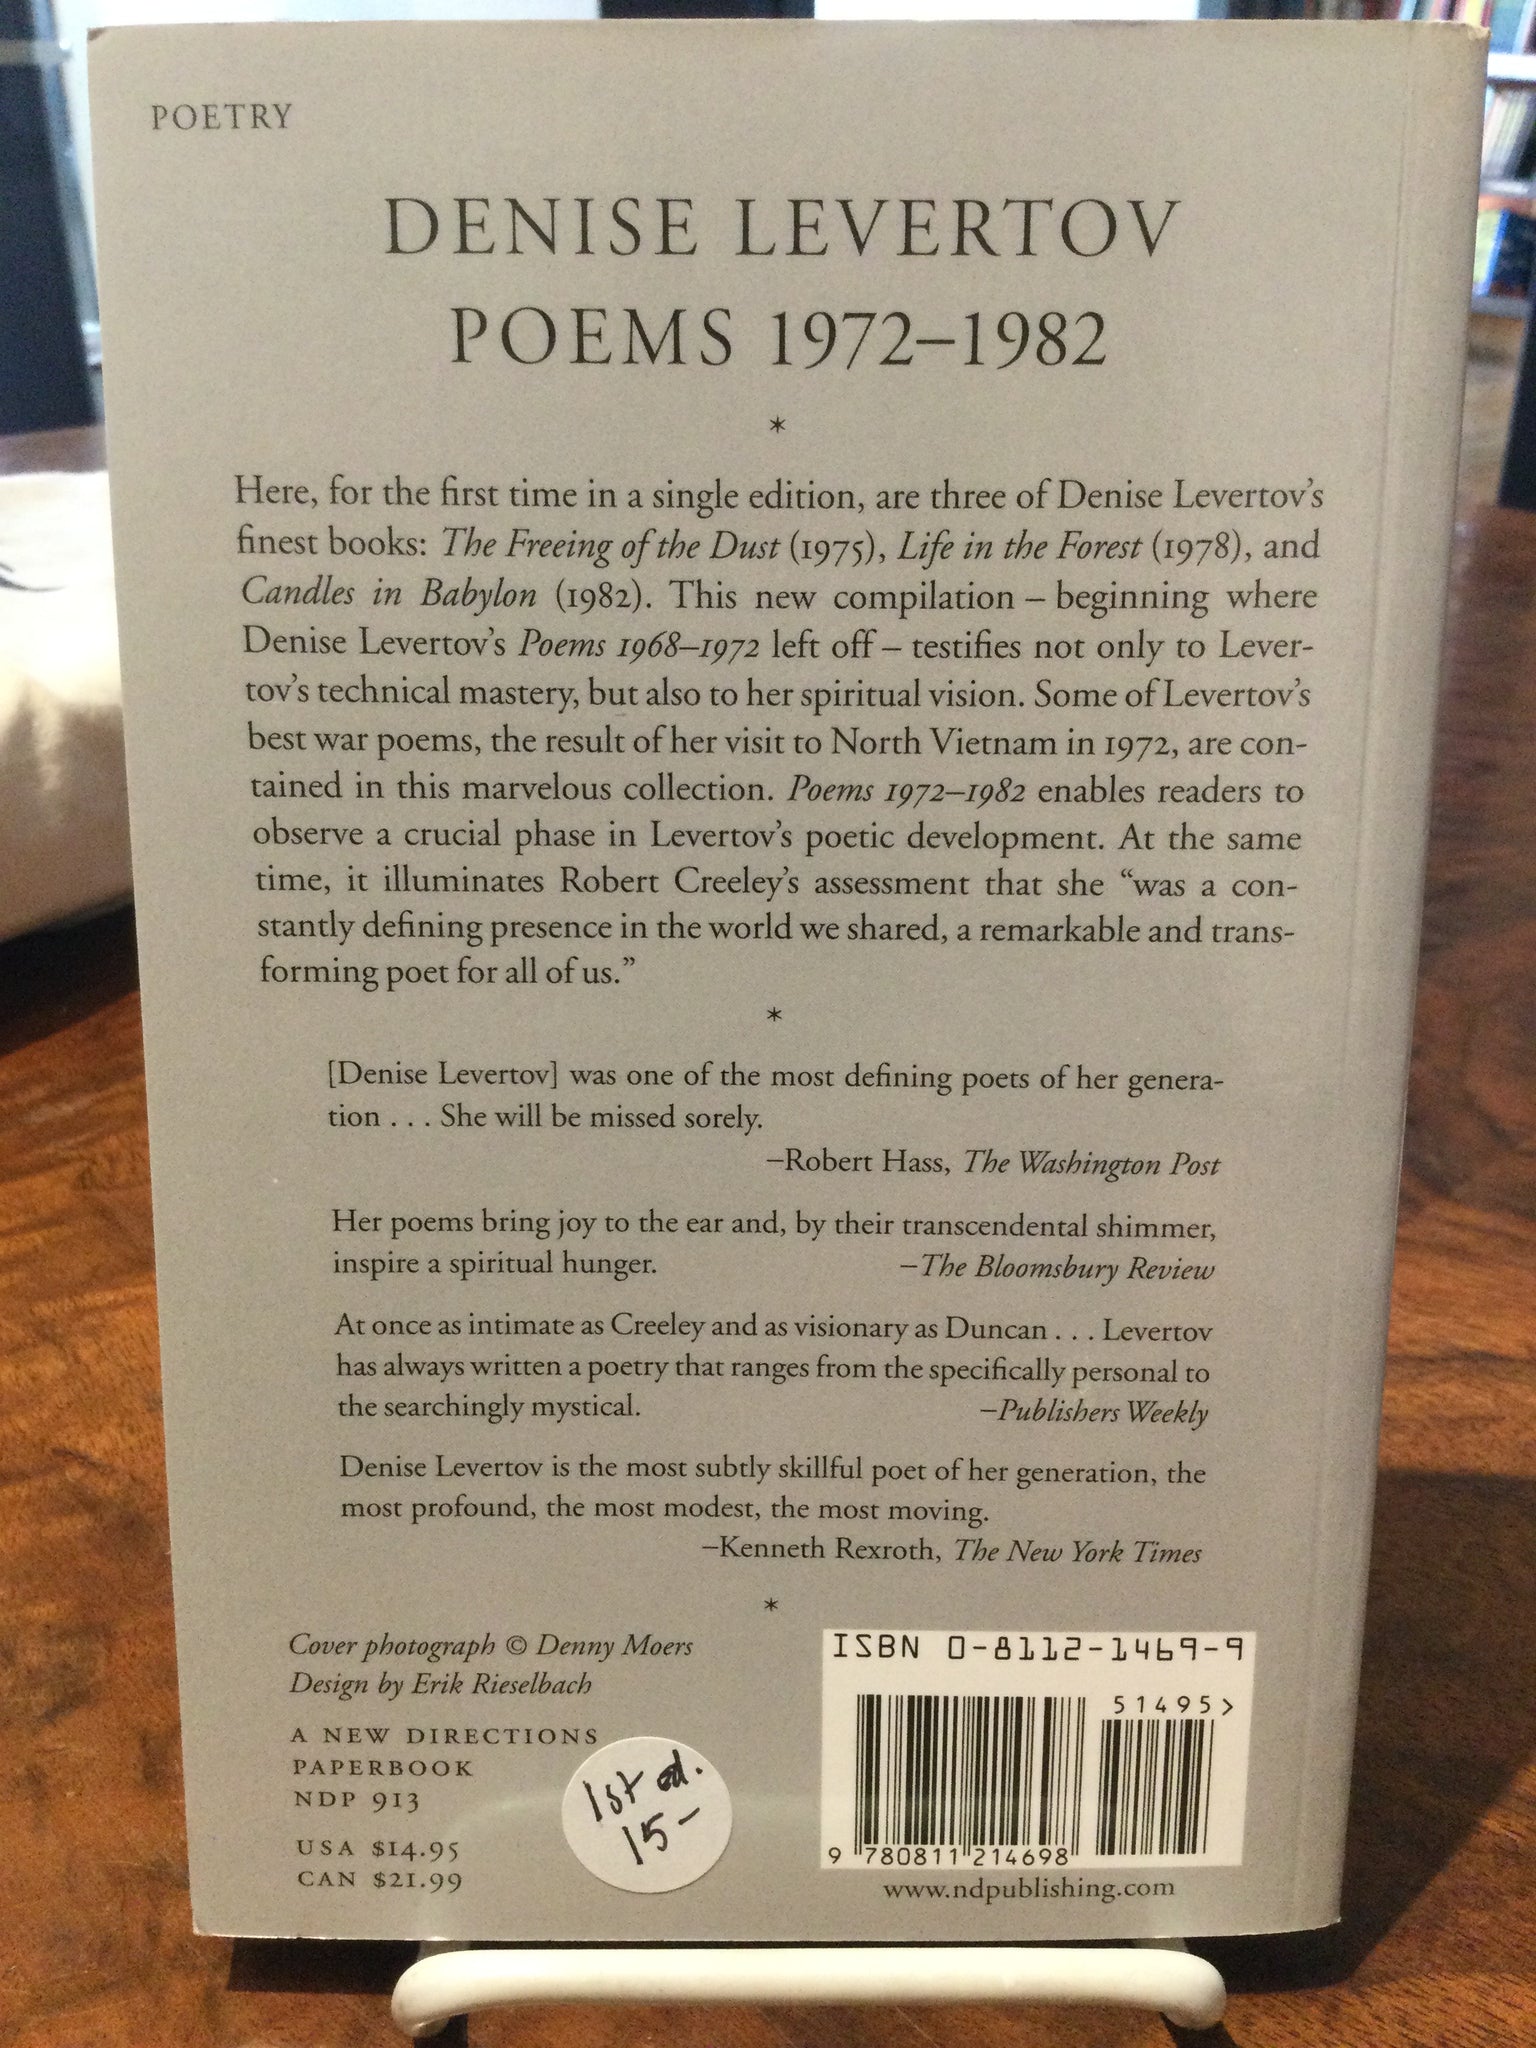 POETRY
DENISE LEVERTOV
POEMS 1972–1982
*
Here, for the first time in a single edition, are three of Denise Levertov's
finest books: The Freeing of the Dust (1975), Life in the Forest (1978), and
Candles in Babylon (1982). This new compilation – beginning where
Denise Levertov's Poems 1968–1972 left off – testifies not only to Lever-
tov's technical mastery, but also to her spiritual vision. Some of Levertov's
best war poems, the result of her visit to North Vietnam in 1972, are con-
tained in this marvelous collection. Poems 1972–1982 enables readers to
observe a crucial phase in Levertov's poetic development. At the same
time, it illuminates Robert Creeley's assessment that she “was a con-
stantly defining presence in the world we shared, a remarkable and trans-
forming poet for all of us.”
*
[Denise Levertov] was one of the most defining poets of her genera-
tion . . . She will be missed sorely.
–Robert Hass, The Washington Post
Her poems bring joy to the ear and, by their transcendental shimmer,
inspire a spiritual hunger. –The Bloomsbury Review
At once as intimate as Creeley and as visionary as Duncan . . . Levertov
has always written a poetry that ranges from the specifically personal to
the searchingly mystical. –Publishers Weekly
Denise Levertov is the most subtly skillful poet of her generation, the
most profound, the most modest, the most moving.
–Kenneth Rexroth, The New York Times
*
Cover photograph © Denny Moers
Design by Erik Rieselbach
A NEW DIRECTIONS
PAPERBOOK
NDP 913
USA $14.95
CAN $21.99
1st ed.
15–
ISBN 0-8112-1469-9
51495>
9 780811 214698
www.ndpublishing.com